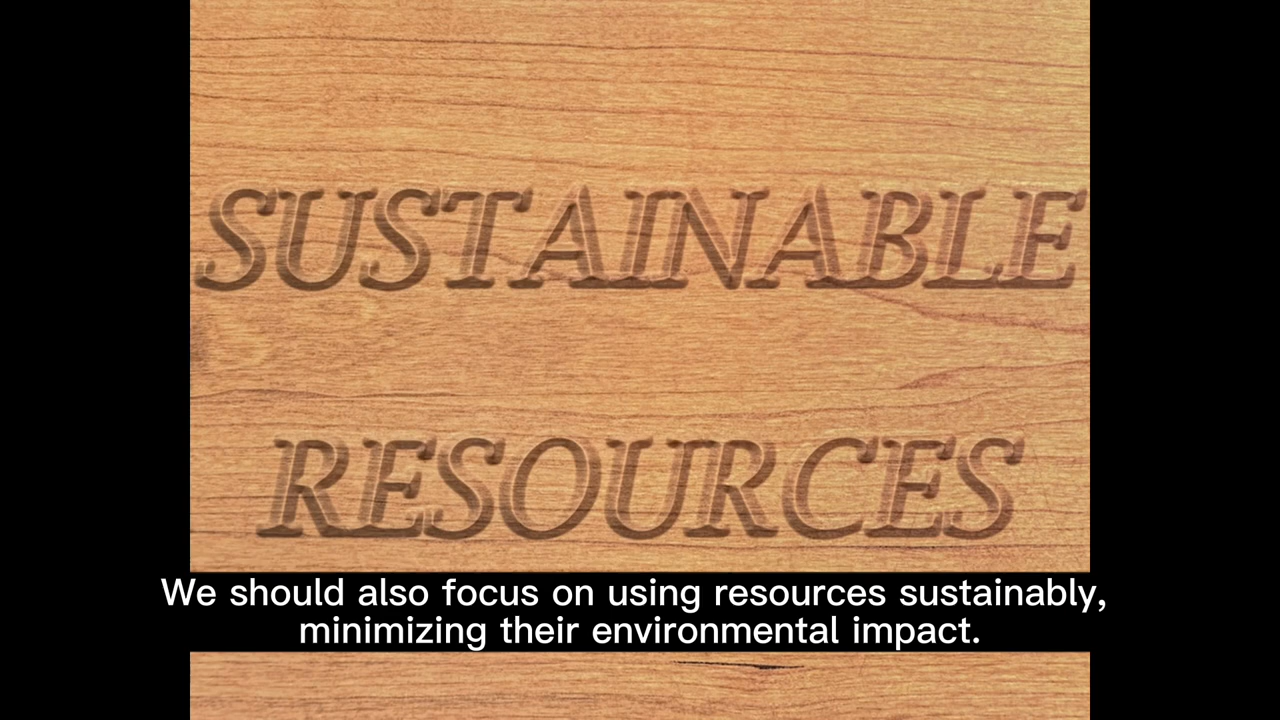 SUSTAINABLE
RESOURCES
We should also focus on using resources sustainably,
minimizing their environmental impact.